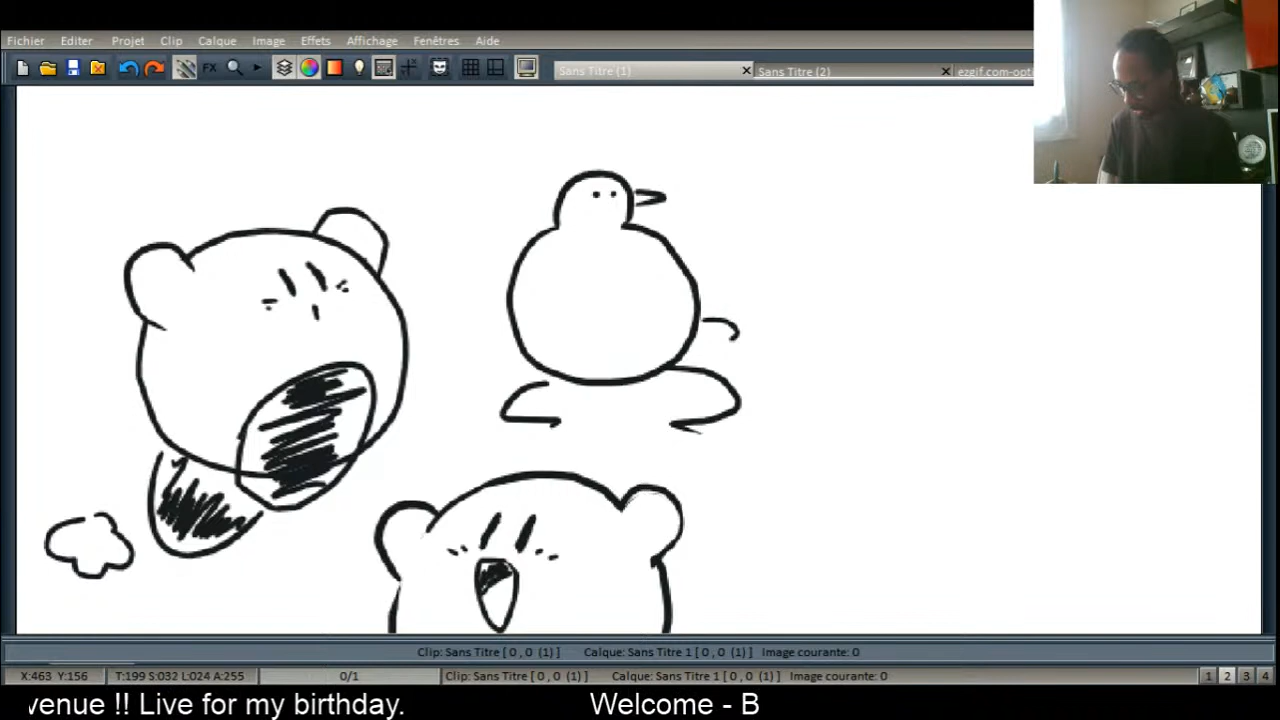 Fichier Editer Projet Clip Calque Image Effets Affichage Fenêtres Aide
FX Sans Titre (1) Sans Titre (2) ezgif.com-opti
Clip: Sans Titre [ 0 , 0 (1) ] Calque: Sans Titre 1 [ 0 , 0 (1) ] Image courante: 0
X:463 Y:156 T:199 S:032 L:024 A:255 0/1 Clip: Sans Titre [ 0 , 0 (1) ] Calque: Sans Titre 1 [ 0 , 0 (1) ] Image courante: 0 1 2 3 4
venue !! Live for my birthday. Welcome - B